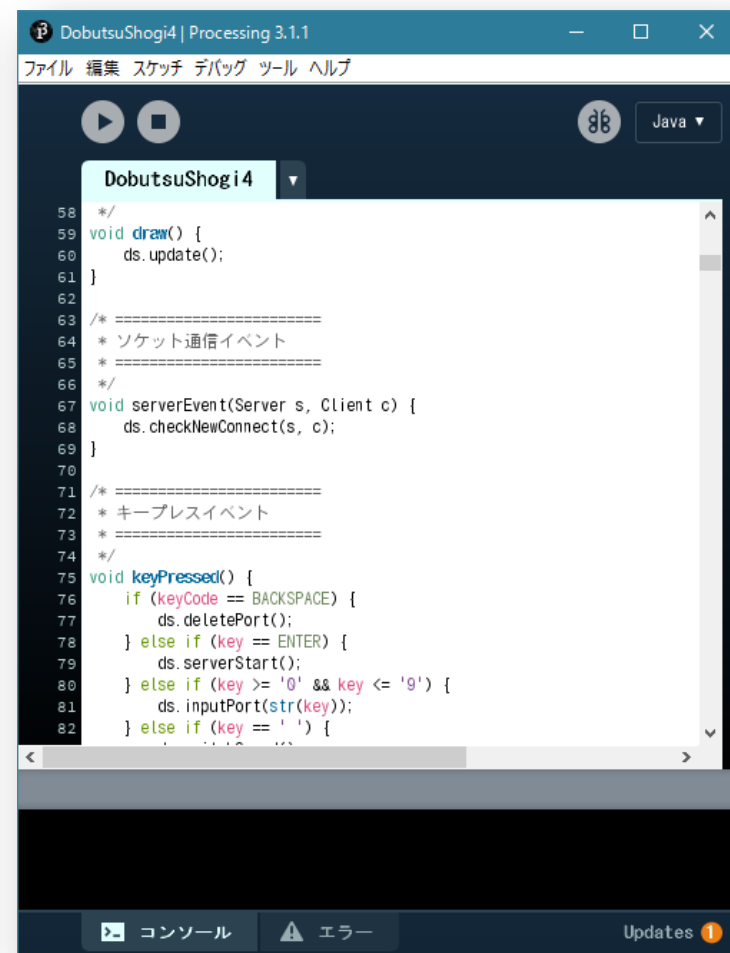 DobutsuShogi4 | Processing 3.1.1
ファイル 編集 スケッチ デバッグ ツール ヘルプ
Java ▼
DobutsuShogi4 ▼
58 */
59 void draw() {
60 ds.update();
61 }
62
63 /* ========================
64 * ソケット通信イベント
65 * ========================
66 */
67 void serverEvent(Server s, Client c) {
68 ds.checkNewConnect(s, c);
69 }
70
71 /* ========================
72 * キープレスイベント
73 * ========================
74 */
75 void keyPressed() {
76 if (keyCode == BACKSPACE) {
77 ds.deletePort();
78 } else if (key == ENTER) {
79 ds.serverStart();
80 } else if (key >= '0' && key <= '9') {
81 ds.inputPort(str(key));
82 } else if (key == ' ') {
コンソール エラー Updates 1